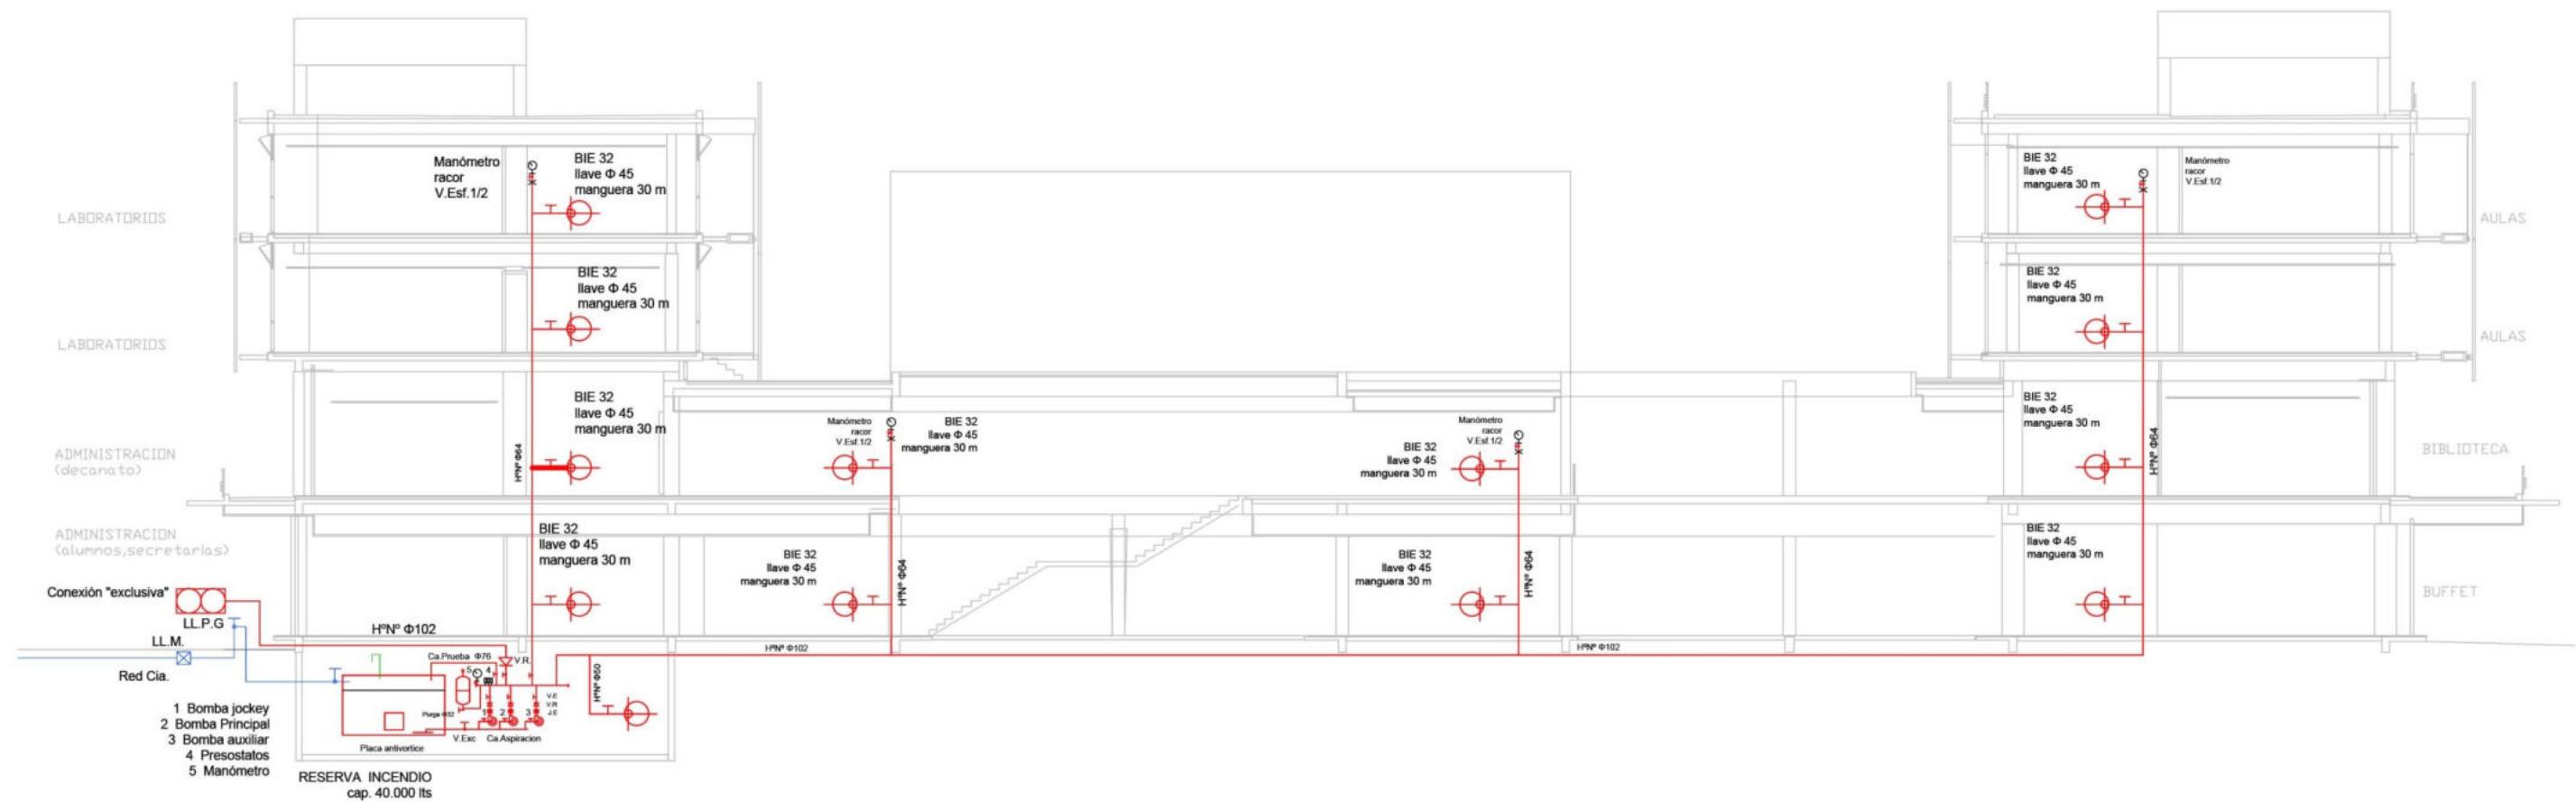 Manómetro
racor
V.Esf.1/2
BIE 32
llave Φ 45
manguera 30 m
BIE 32
llave Φ 45
manguera 30 m
Manómetro
racor
V.Esf.1/2
LABORATORIOS
AULAS
BIE 32
llave Φ 45
manguera 30 m
BIE 32
llave Φ 45
manguera 30 m
LABORATORIOS
AULAS
BIE 32
llave Φ 45
manguera 30 m
HºNº Φ64
Manómetro
racor
V.Esf.1/2
BIE 32
llave Φ 45
manguera 30 m
Manómetro
racor
V.Esf.1/2
BIE 32
llave Φ 45
manguera 30 m
BIE 32
llave Φ 45
manguera 30 m
HºNº Φ64
ADMINISTRACION
(decanato)
BIBLIOTECA
ADMINISTRACION
(alumnos,secretarias)
BIE 32
llave Φ 45
manguera 30 m
BIE 32
llave Φ 45
manguera 30 m
HºNº Φ64
BIE 32
llave Φ 45
manguera 30 m
HºNº Φ64
BIE 32
llave Φ 45
manguera 30 m
BUFFET
Conexión "exclusiva"
LL.P.G
LL.M.
Red Cia.
HºNº Φ102
HºNº Φ102
HºNº Φ102
Ca.Prueba Φ76
V.R.
5
4
HºNº Φ50
V.E
V.R
J.E
Purga Φ32
1
2
3
V.Exc
Ca.Aspiracion
Placa antivortice
1 Bomba jockey
2 Bomba Principal
3 Bomba auxiliar
4 Presostatos
5 Manómetro
RESERVA INCENDIO
cap. 40.000 lts